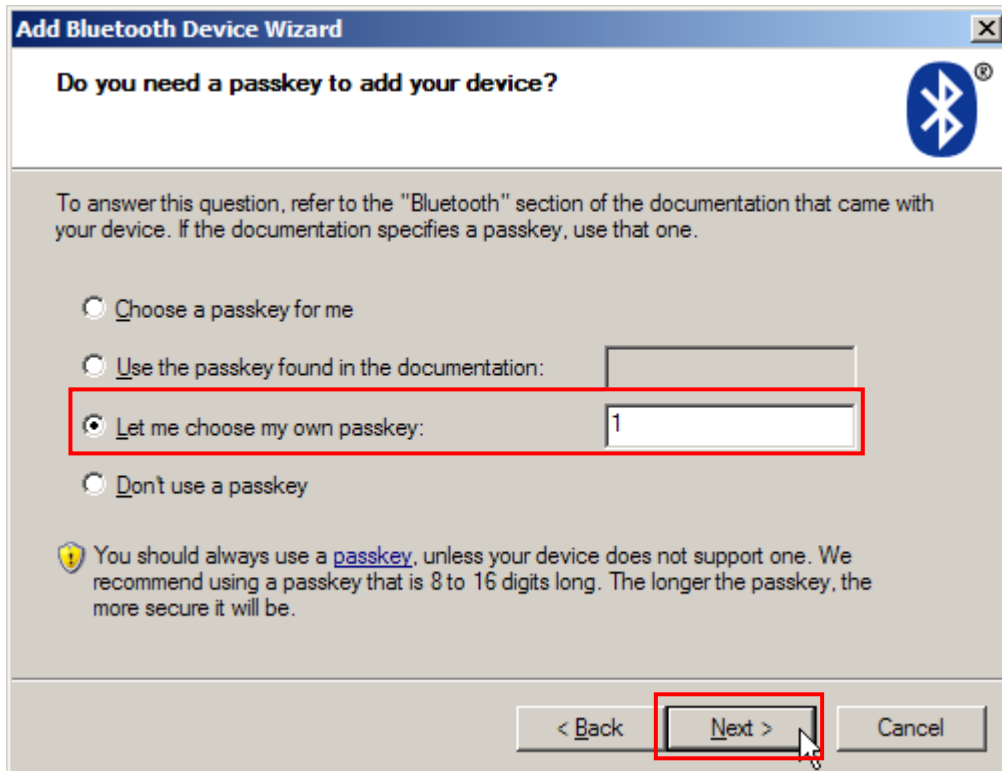 Add Bluetooth Device Wizard
Do you need a passkey to add your device?
®
To answer this question, refer to the "Bluetooth" section of the documentation that came with
your device. If the documentation specifies a passkey, use that one.
Choose a passkey for me
Use the passkey found in the documentation:
Let me choose my own passkey: 1
Don't use a passkey
You should always use a passkey, unless your device does not support one. We
recommend using a passkey that is 8 to 16 digits long. The longer the passkey, the
more secure it will be.
< Back Next > Cancel